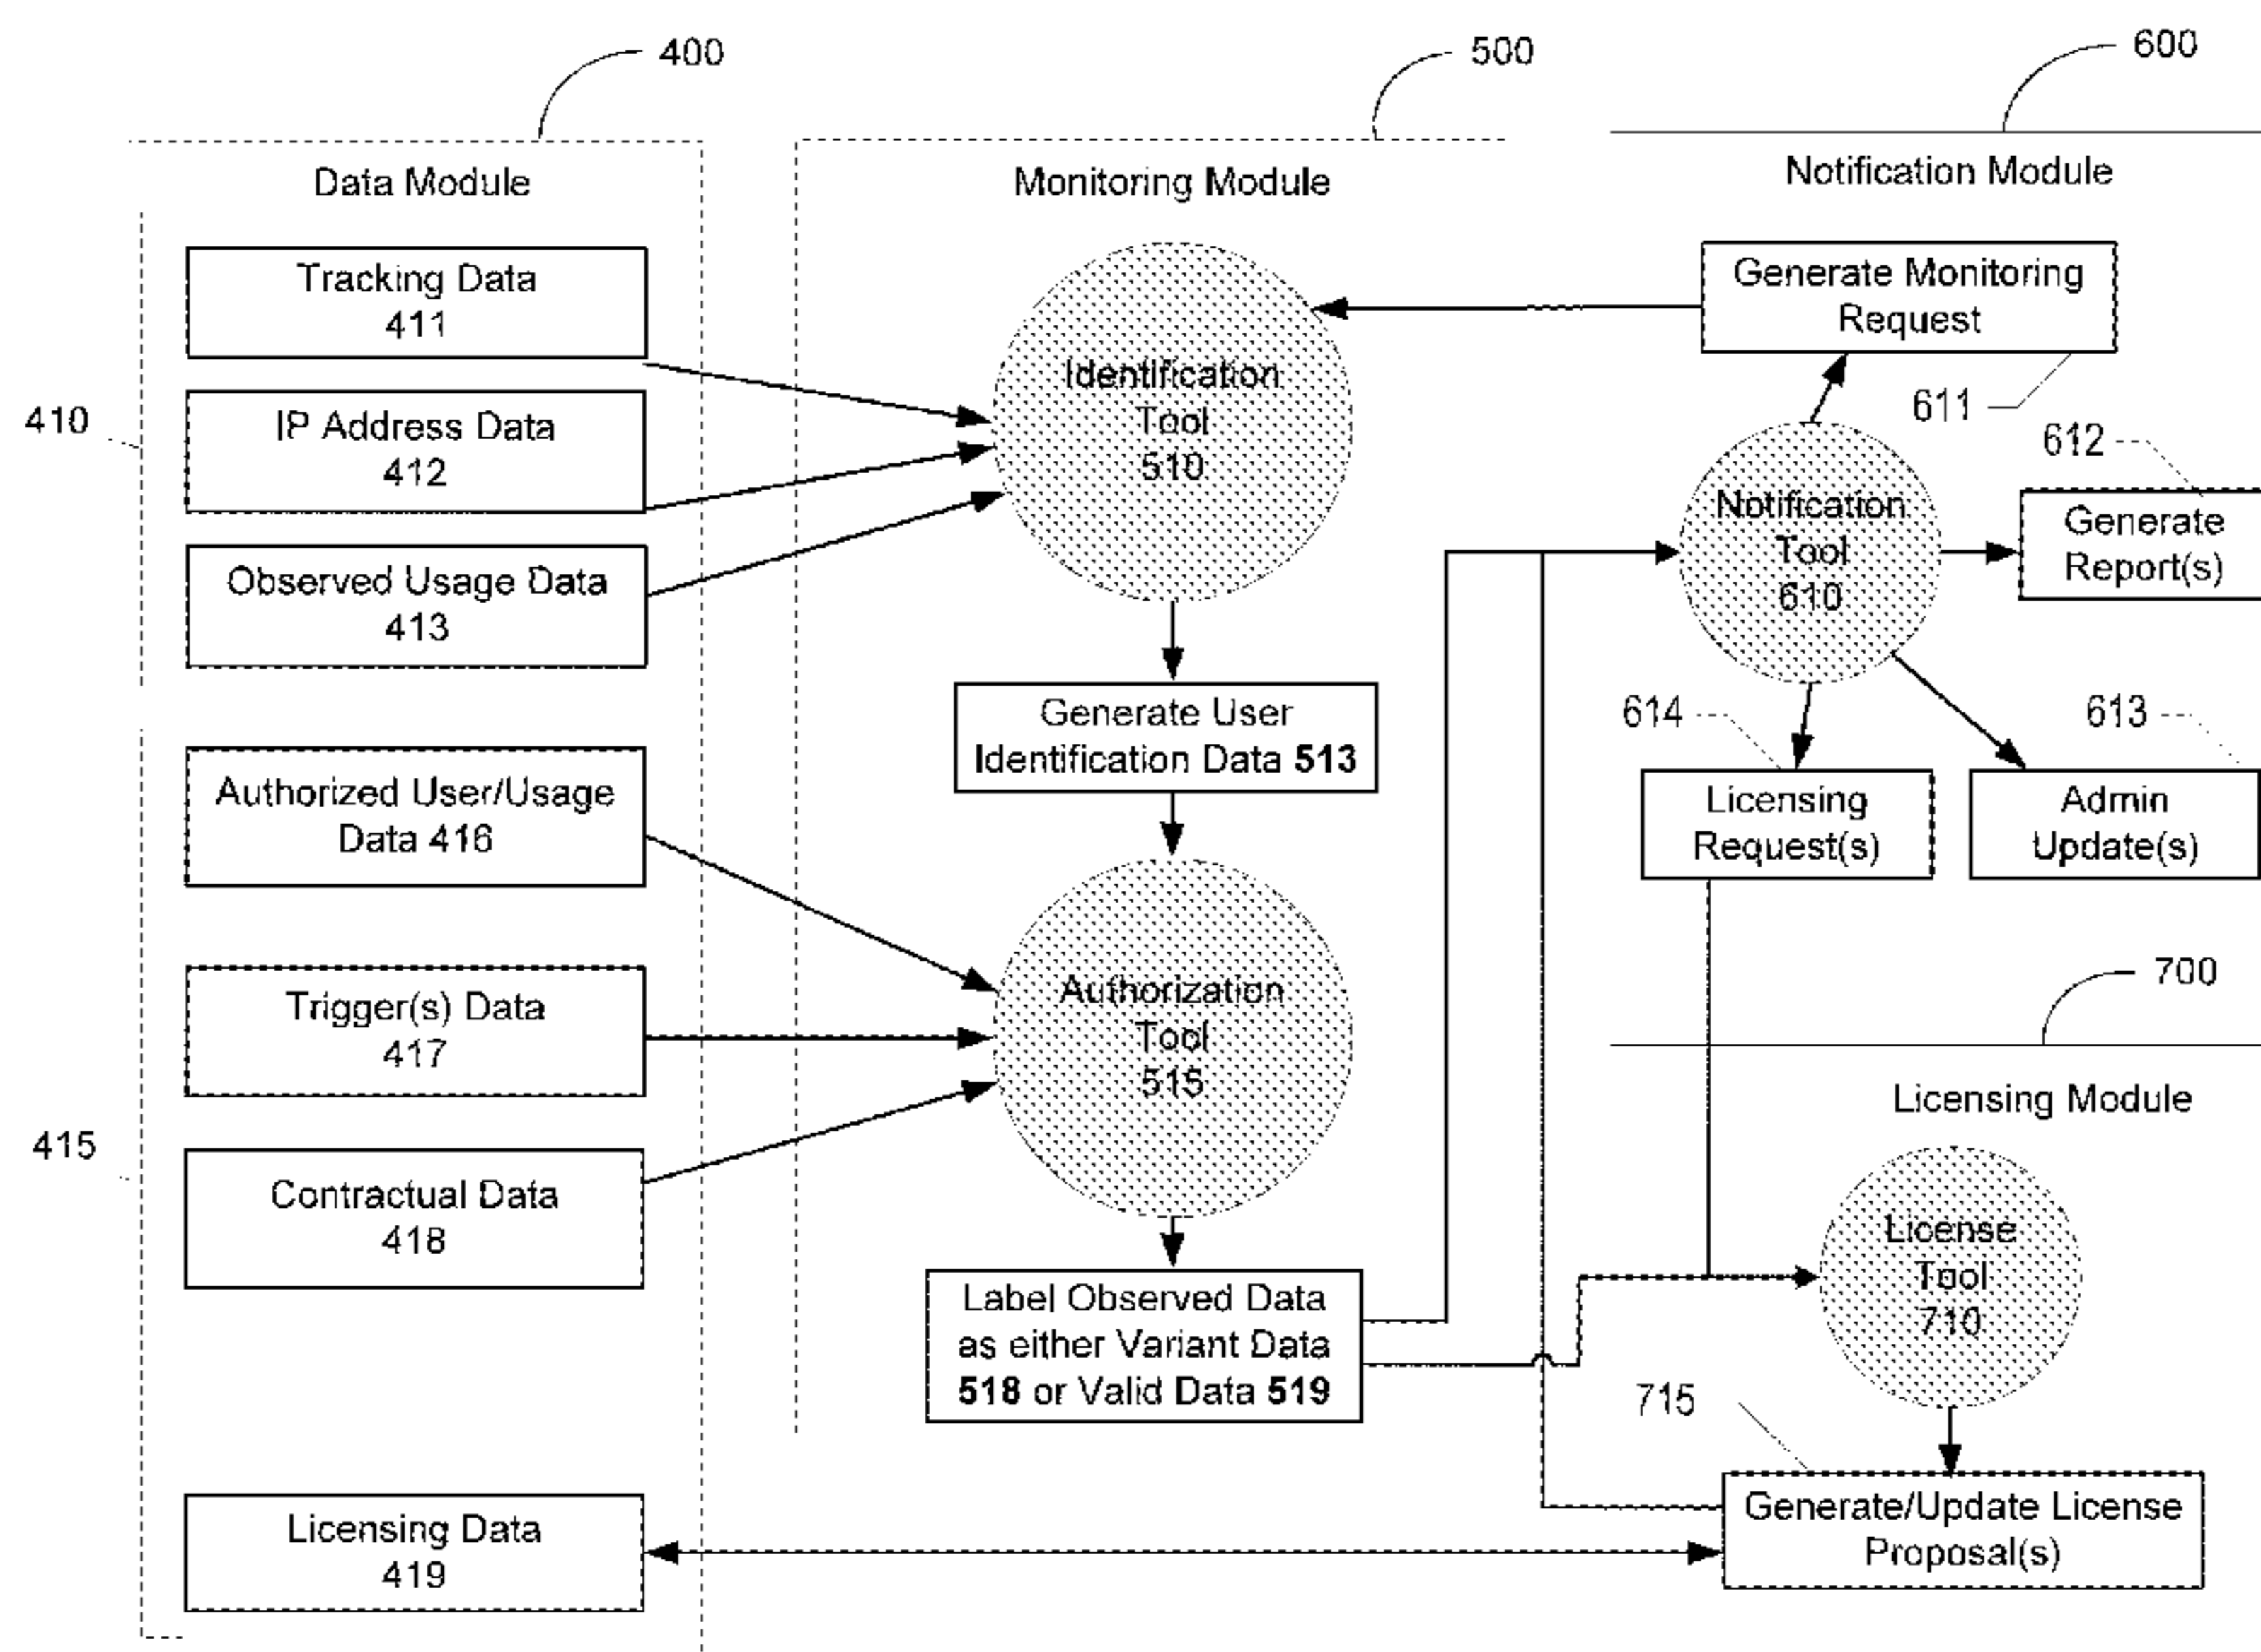 400
500
600
Data Module
Monitoring Module
Notification Module
410
Tracking Data
411
IP Address Data
412
Observed Usage Data
413
Identification
Tool
510
Generate Monitoring
Request
611
612
Notification
Tool
610
Generate
Report(s)
Generate User
Identification Data 513
614
613
Licensing
Request(s)
Admin
Update(s)
415
Authorized User/Usage
Data 416
Trigger(s) Data
417
Contractual Data
418
Authorization
Tool
515
700
Licensing Module
License
Tool
710
Label Observed Data
as either Variant Data
518 or Valid Data 519
715
Licensing Data
419
Generate/Update License
Proposal(s)